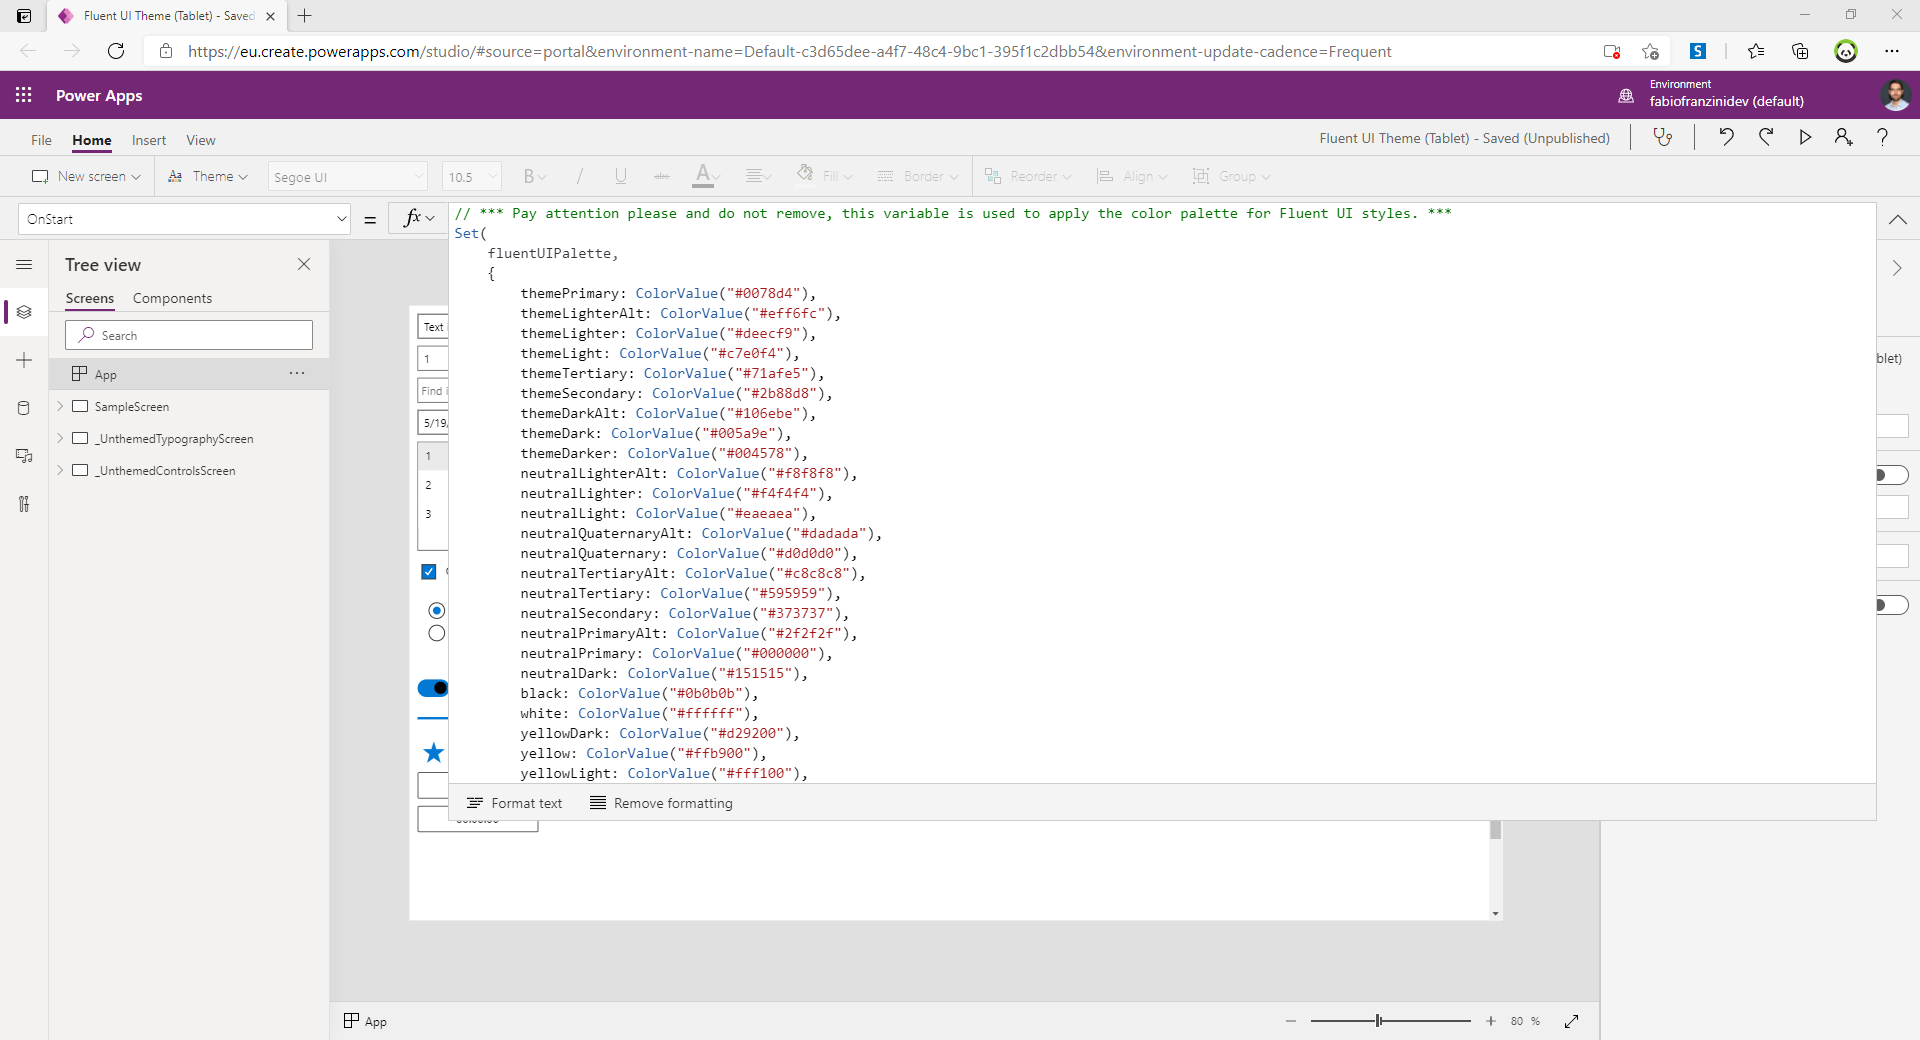 Fluent UI Theme (Tablet) - Saved
https://eu.create.powerapps.com/studio/#source=portal&environment-name=Default-c3d65dee-a4f7-48c4-9bc1-395f1c2dbb54&environment-update-cadence=Frequent
S
Power Apps
Environment
fabiofranzinidev (default)
File Home Insert View
Fluent UI Theme (Tablet) - Saved (Unpublished)
New screen
Aa Theme
Segoe UI
10.5
B / U abc A
Fill
Border
Reorder
Align
Group
OnStart
= fx
// *** Pay attention please and do not remove, this variable is used to apply the color palette for Fluent UI styles. ***
Set(
fluentUIPalette,
{
themePrimary: ColorValue("#0078d4"),
themeLighterAlt: ColorValue("#eff6fc"),
themeLighter: ColorValue("#deecf9"),
themeLight: ColorValue("#c7e0f4"),
themeTertiary: ColorValue("#71afe5"),
themeSecondary: ColorValue("#2b88d8"),
themeDarkAlt: ColorValue("#106ebe"),
themeDark: ColorValue("#005a9e"),
themeDarker: ColorValue("#004578"),
neutralLighterAlt: ColorValue("#f8f8f8"),
neutralLighter: ColorValue("#f4f4f4"),
neutralLight: ColorValue("#eaeaea"),
neutralQuaternaryAlt: ColorValue("#dadada"),
neutralQuaternary: ColorValue("#d0d0d0"),
neutralTertiaryAlt: ColorValue("#c8c8c8"),
neutralTertiary: ColorValue("#595959"),
neutralSecondary: ColorValue("#373737"),
neutralPrimaryAlt: ColorValue("#2f2f2f"),
neutralPrimary: ColorValue("#000000"),
neutralDark: ColorValue("#151515"),
black: ColorValue("#0b0b0b"),
white: ColorValue("#ffffff"),
yellowDark: ColorValue("#d29200"),
yellow: ColorValue("#ffb900"),
yellowLight: ColorValue("#fff100"),
Format text
Remove formatting
Tree view
Screens Components
Search
App
SampleScreen
_UnthemedTypographyScreen
_UnthemedControlsScreen
Text
1
Find
5/19/
1
2
3
blet)
App
80 %